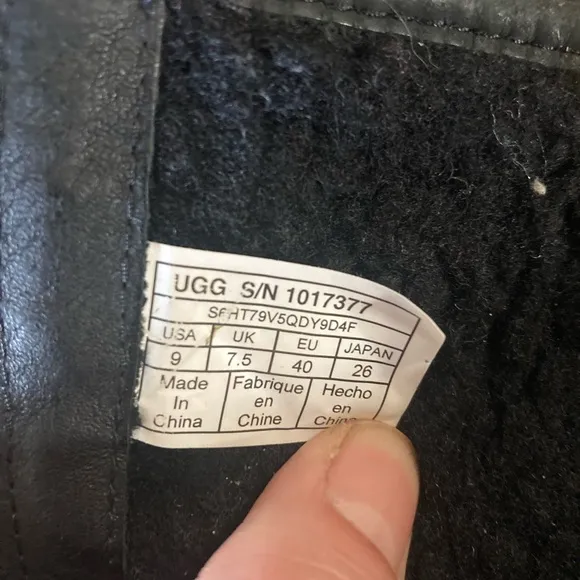 UGG S/N 1017377
S6HT79V5QDY9D4F
USA UK EU JAPAN
9 7.5 40 26
Made Fabrique Hecho
In en en
China Chine